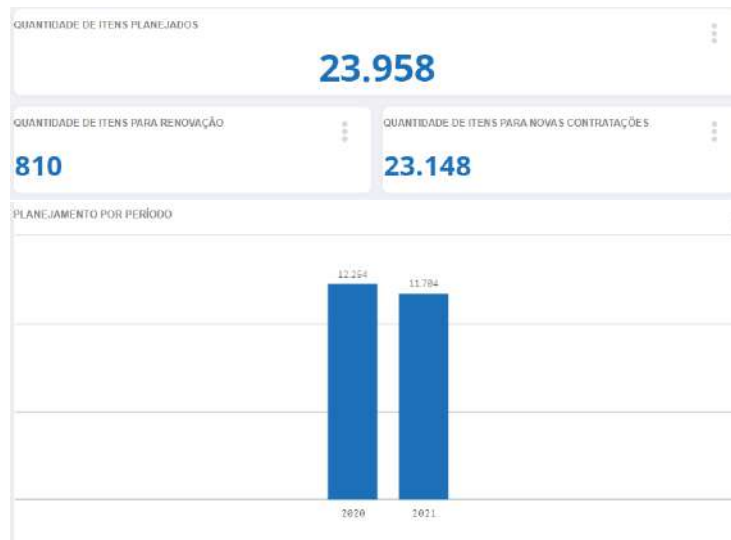 QUANTIDADE DE ITENS PLANEJADOS
23.958
QUANTIDADE DE ITENS PARA RENOVAÇÃO
810
QUANTIDADE DE ITENS PARA NOVAS CONTRATAÇÕES
23.148
PLANEJAMENTO POR PERÍODO
12.254
11.704
2020
2021